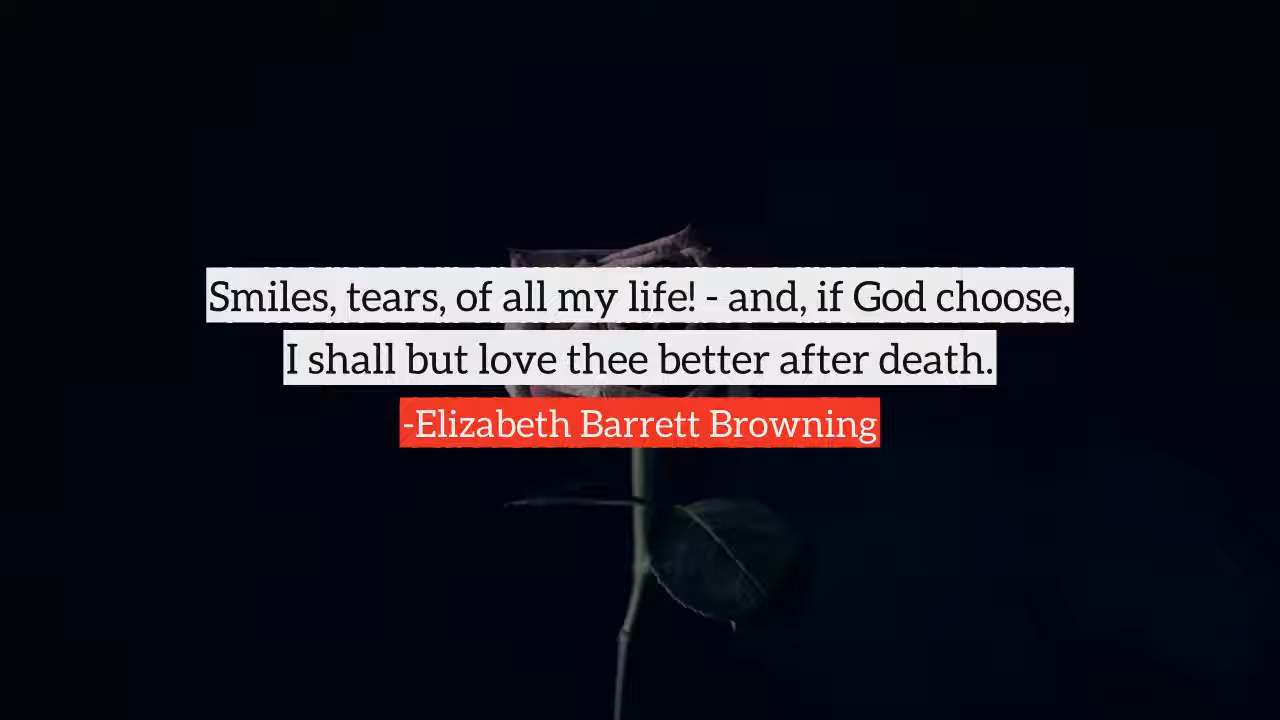 Smiles, tears, of all my life! - and, if God choose,
I shall but love thee better after death.
-Elizabeth Barrett Browning